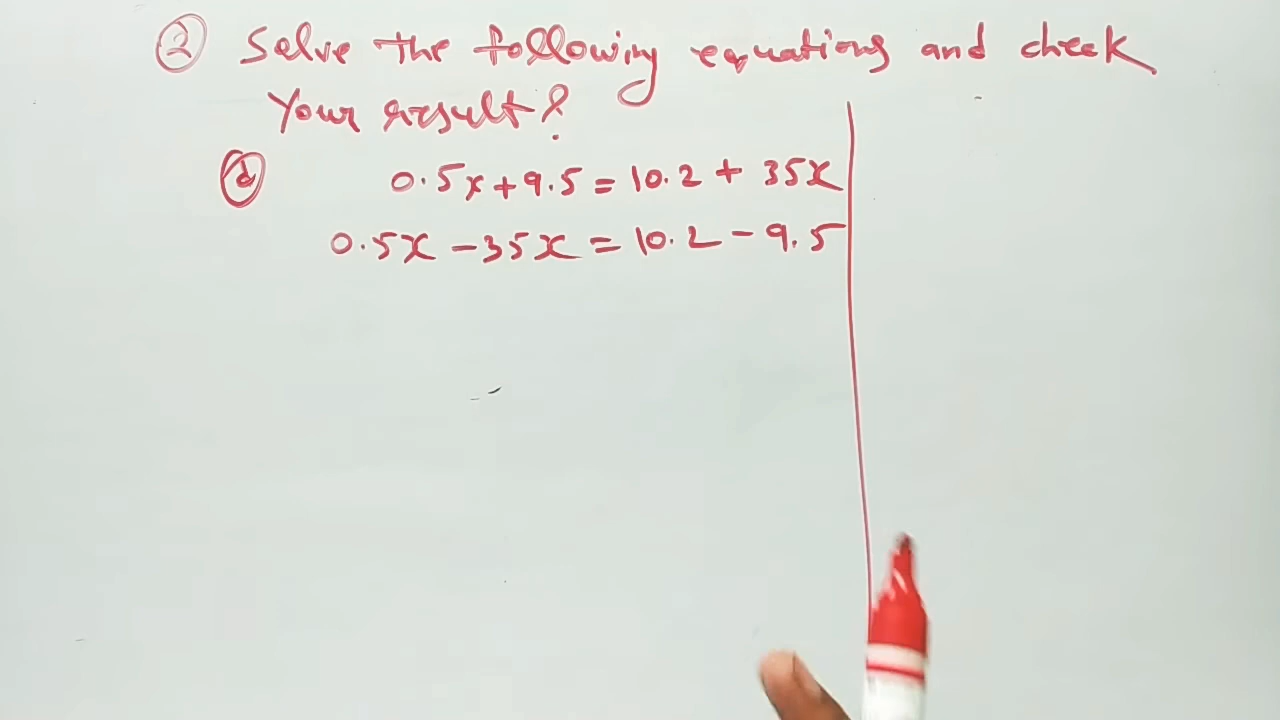 ② Solve the following equations and check
Your result?
ⓓ 0.5x+9.5=10.2+35x
0.5x-35x=10.2-9.5